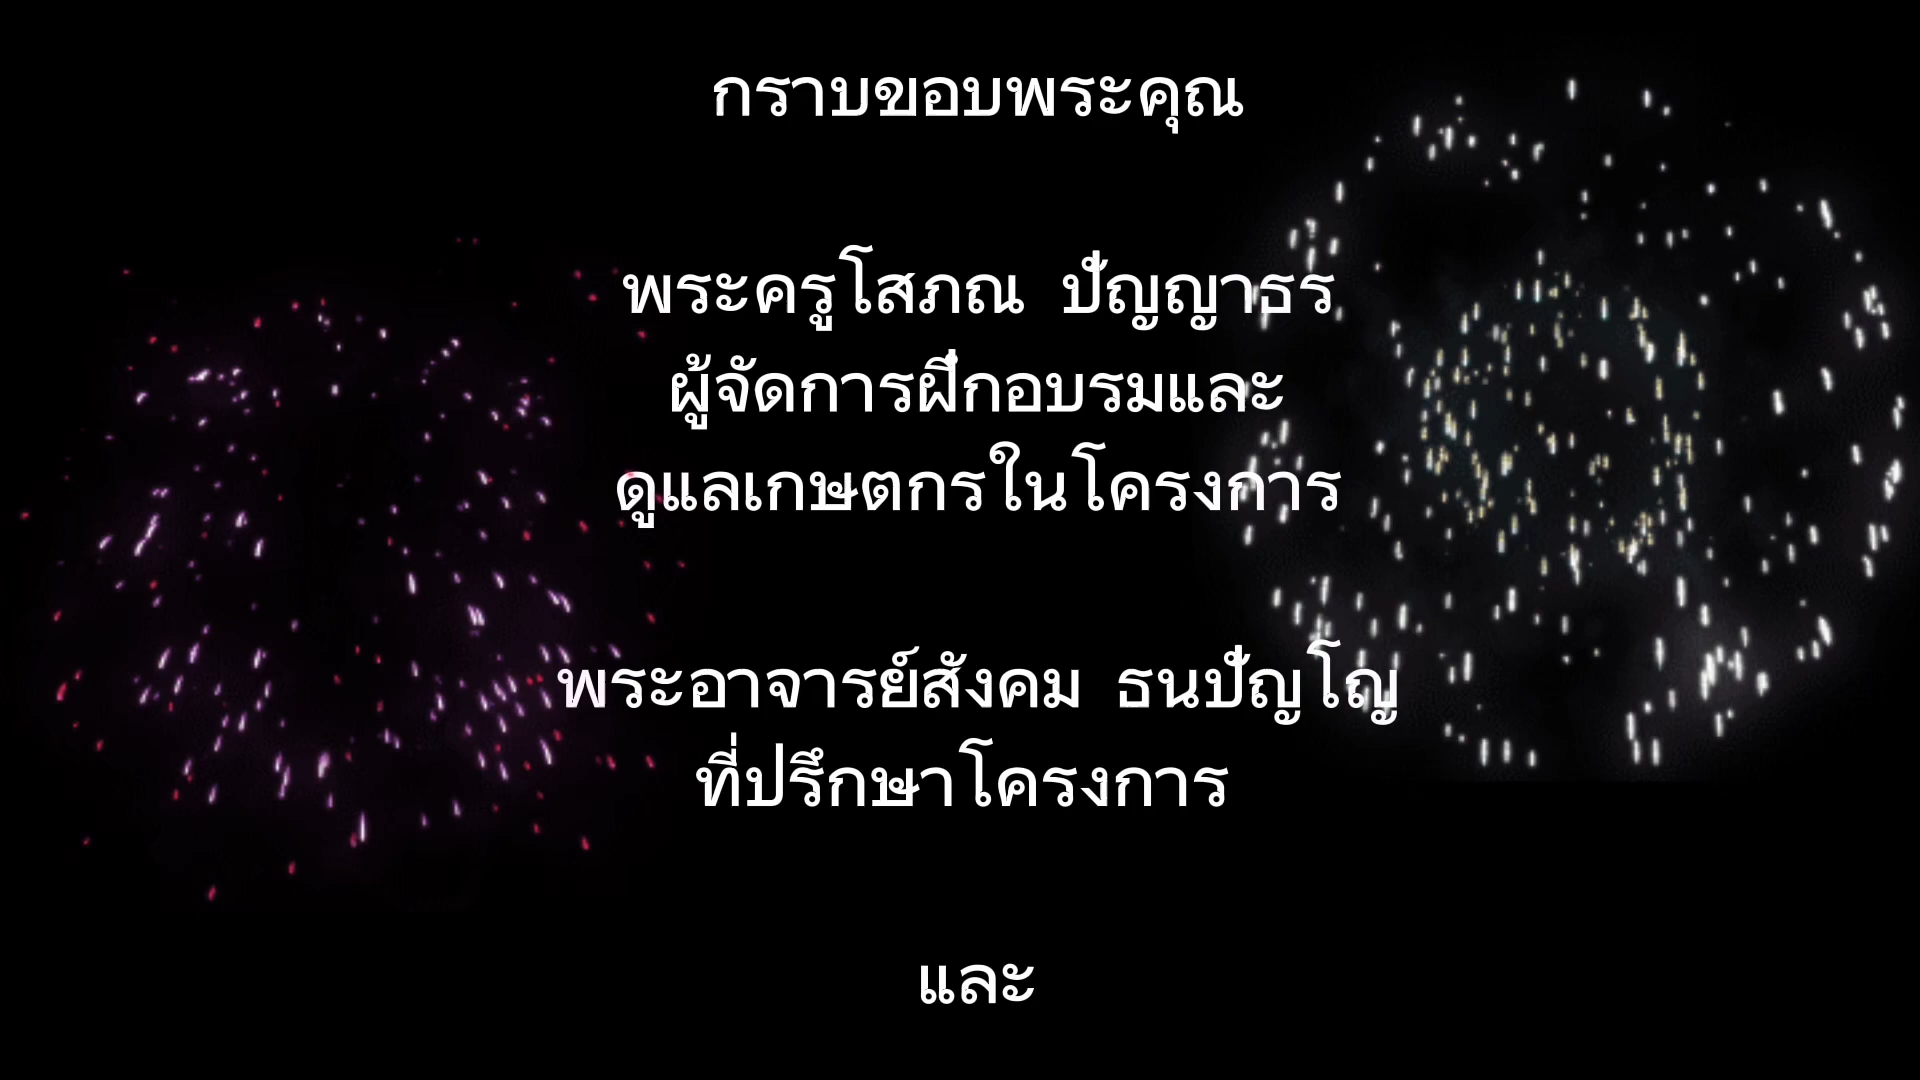 กราบขอบพระคุณ
พระครูโสภณ ปัญญาธร
ผู้จัดการฝึกอบรมและ
ดูแลเกษตกรในโครงการ
พระอาจารย์สังคม ธนปัญโญ
ที่ปรึกษาโครงการ
และ